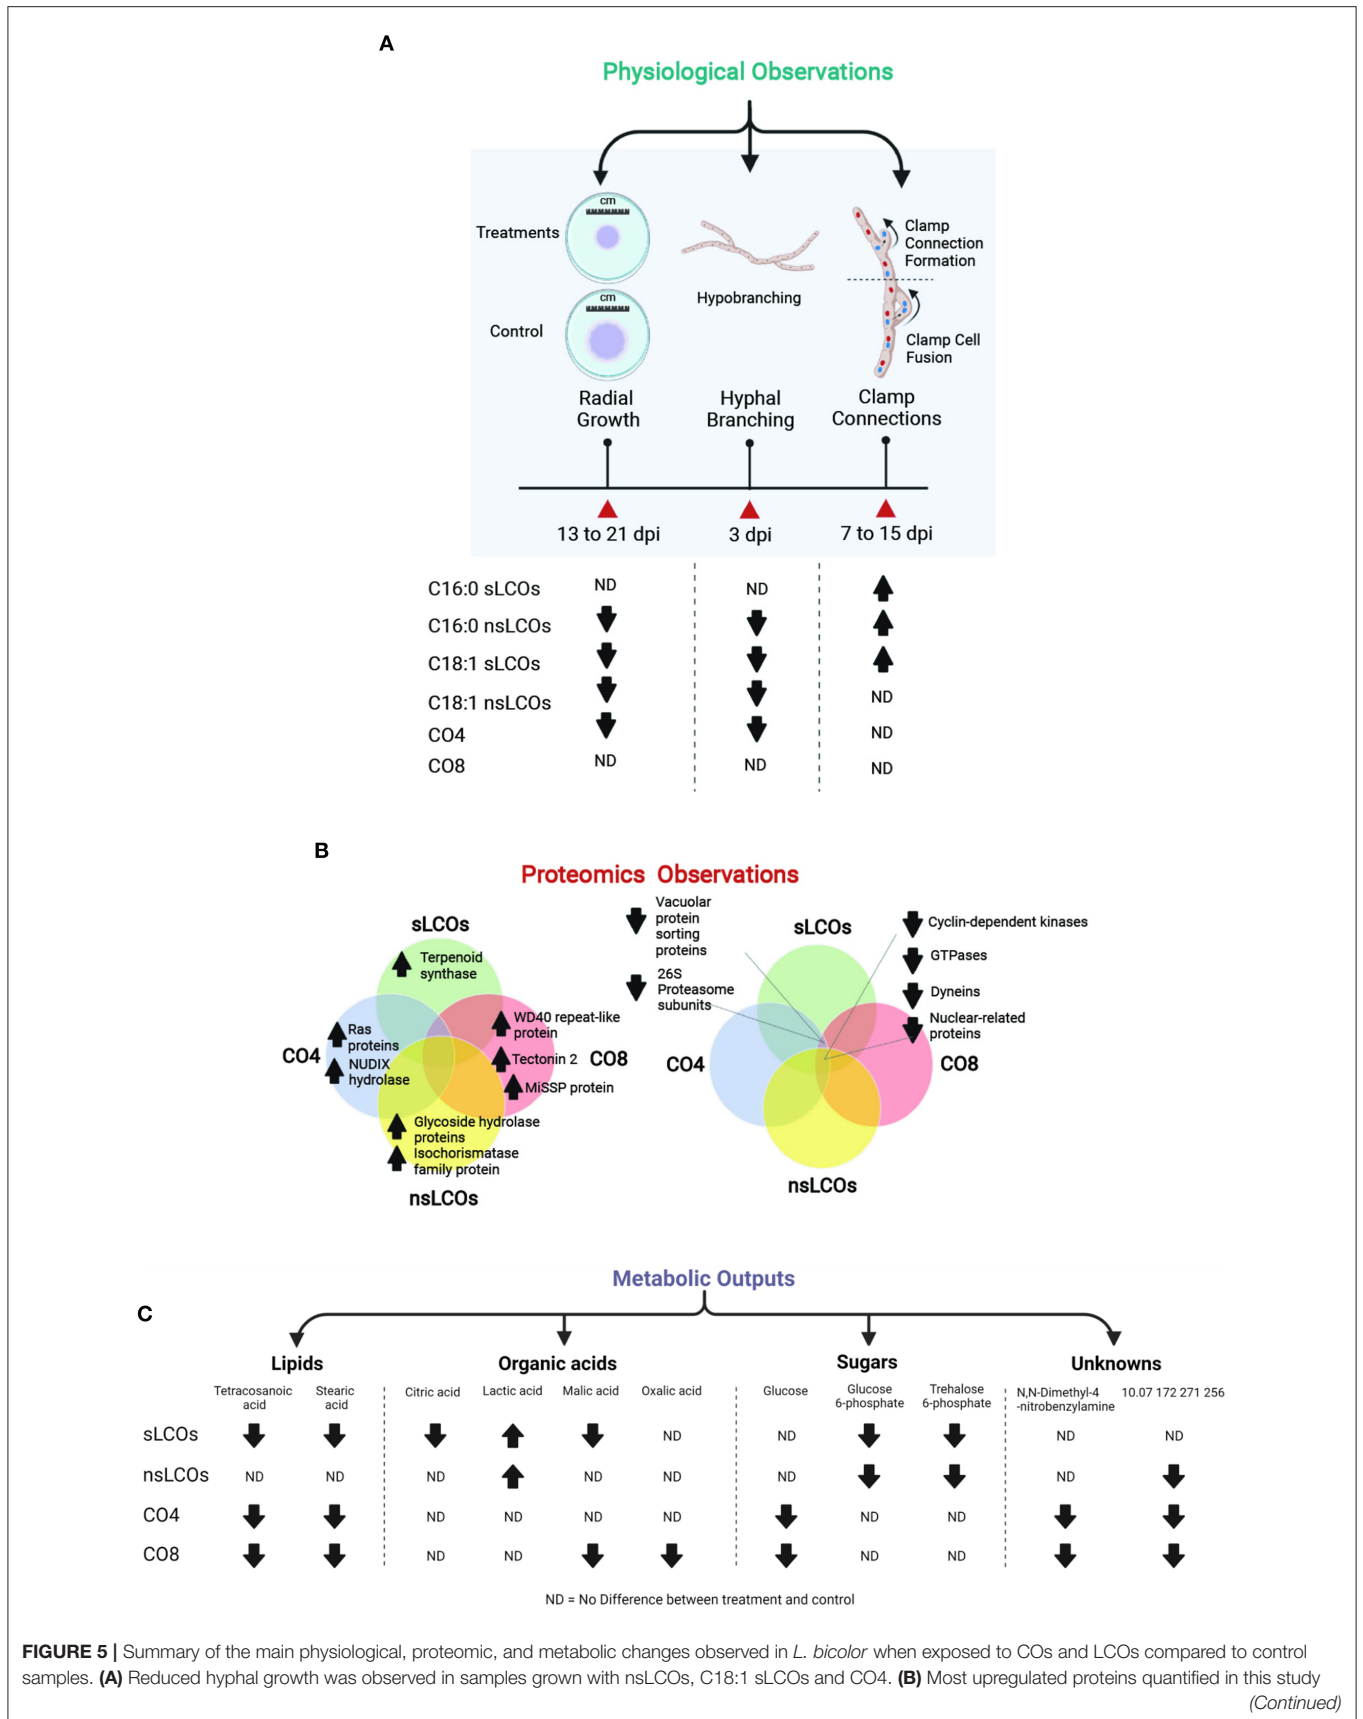 A
Physiological Observations
cm
Treatments
cm
Control
Hypobranching
Clamp
Connection
Formation
Clamp Cell
Fusion
Radial
Growth
Hyphal
Branching
Clamp
Connections
13 to 21 dpi
3 dpi
7 to 15 dpi
C16:0 sLCOs ND ND
C16:0 nsLCOs
C18:1 sLCOs
C18:1 nsLCOs ND
CO4 ND
CO8 ND ND ND
B
Proteomics Observations
sLCOs
Terpenoid
synthase
CO4
Ras
proteins
NUDIX
hydrolase
WD40 repeat-like
protein
Tectonin 2
MiSSP protein
CO8
Glycoside hydrolase
proteins
Isochorismatase
family protein
nsLCOs
Vacuolar
protein
sorting
proteins
26S
Proteasome
subunits
sLCOs
Cyclin-dependent kinases
GTPases
Dyneins
Nuclear-related
proteins
CO4
CO8
nsLCOs
Metabolic Outputs
C
Lipids Organic acids Sugars Unknowns
Tetracosanoic
acid
Stearic
acid
Citric acid
Lactic acid
Malic acid
Oxalic acid
Glucose
Glucose
6-phosphate
Trehalose
6-phosphate
N,N-Dimethyl-4
-nitrobenzylamine
10.07 172 271 256
sLCOs ND ND ND ND
nsLCOs ND ND ND ND ND ND ND
CO4 ND ND ND ND ND ND
CO8 ND ND ND ND
ND = No Difference between treatment and control
FIGURE 5 | Summary of the main physiological, proteomic, and metabolic changes observed in L. bicolor when exposed to COs and LCOs compared to control
samples. (A) Reduced hyphal growth was observed in samples grown with nsLCOs, C18:1 sLCOs and CO4. (B) Most upregulated proteins quantified in this study
(Continued)